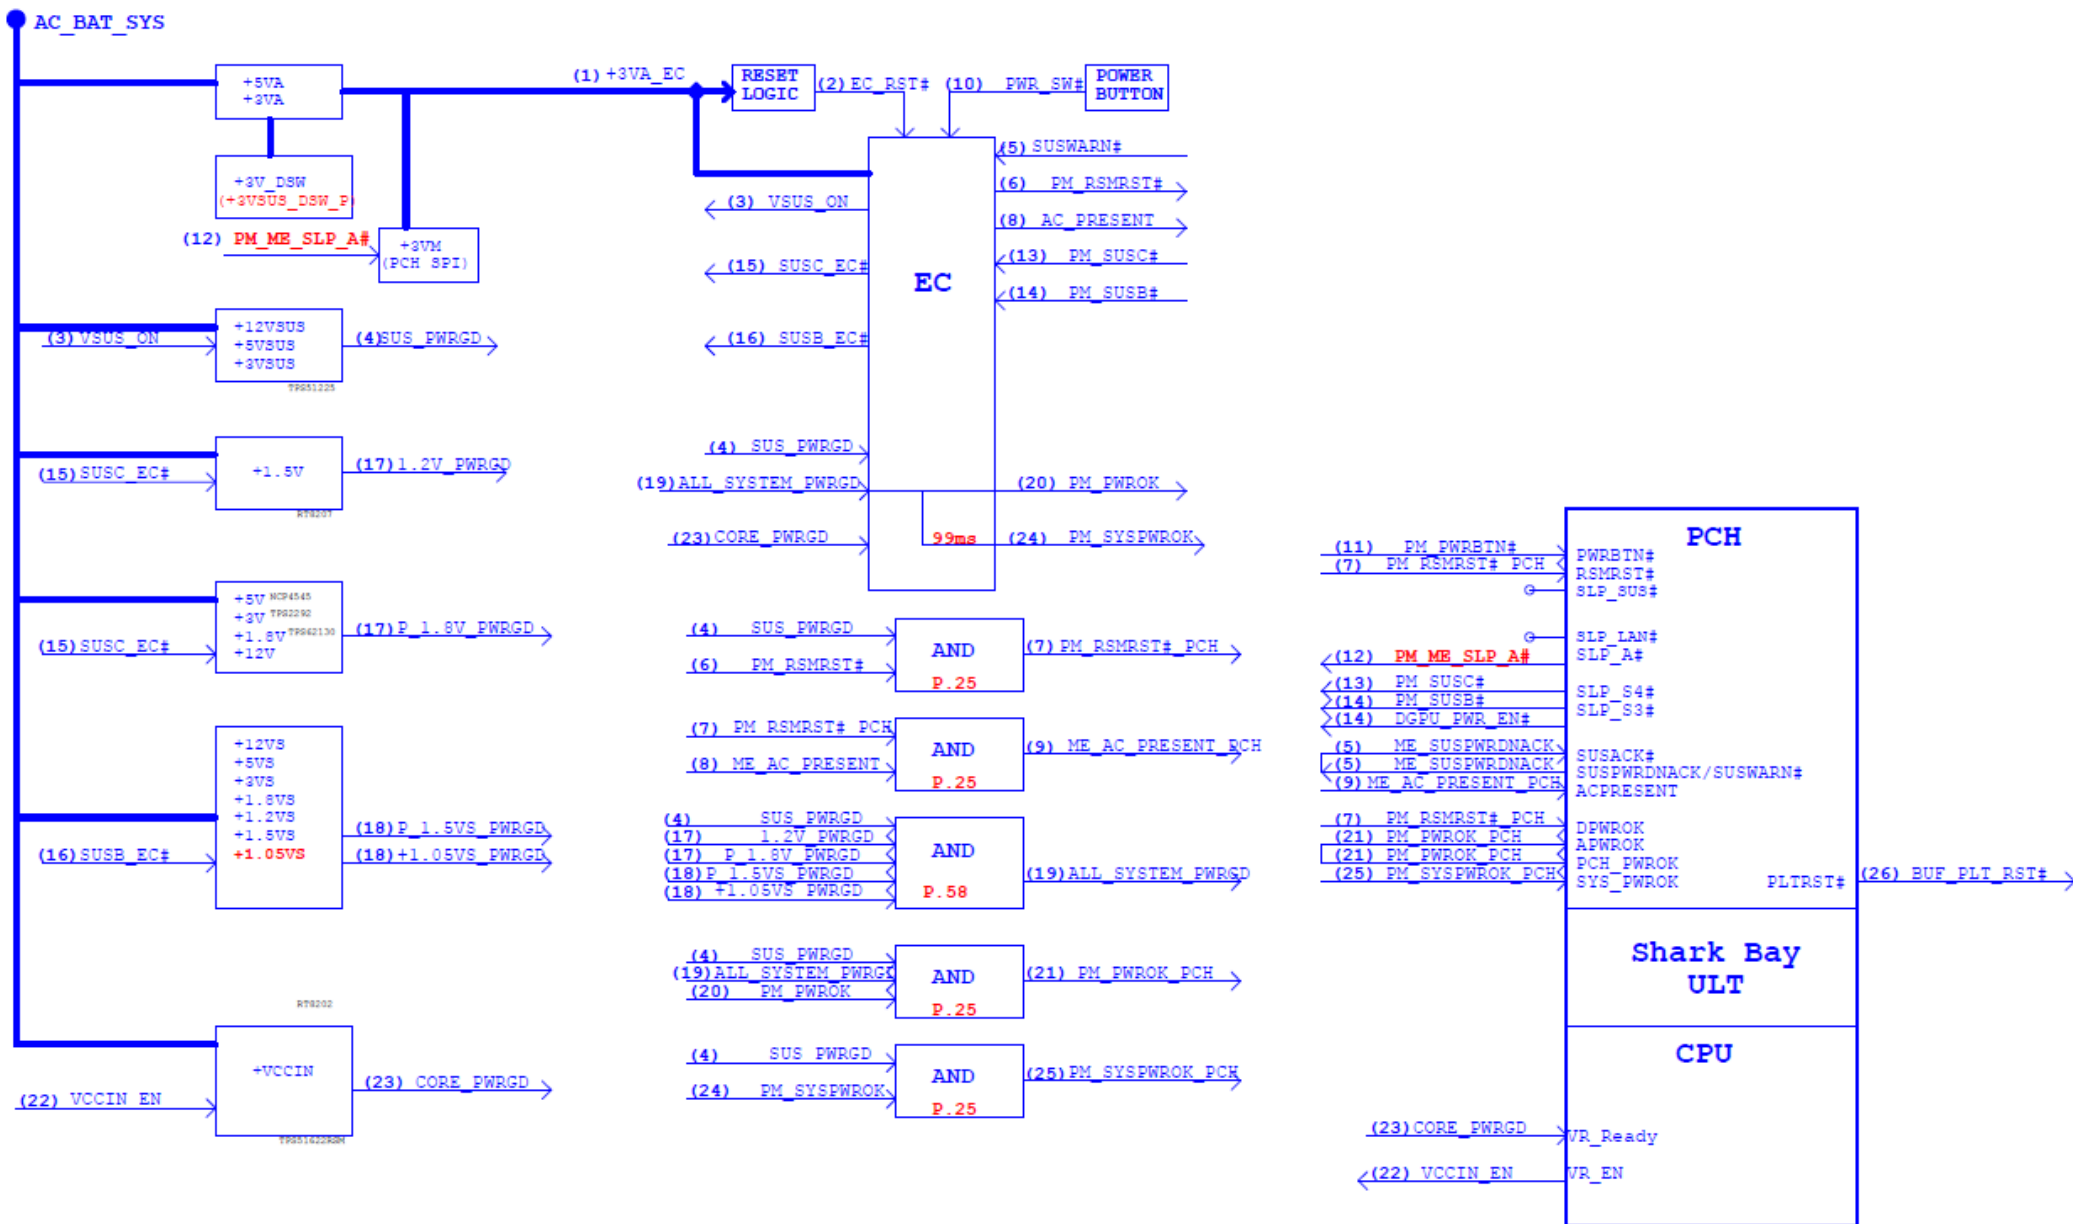 AC_BAT_SYS
+5VA
+3VA
(1) +3VA_EC
RESET
LOGIC
(2) EC_RST#
(10) PWR_SW#
POWER
BUTTON
+3V_DSW
(+3VSUS_DSW_P)
(12) PM_ME_SLP_A#
+3VM
(PCH SPI)
(3) VSUS_ON
+12VSUS
+5VSUS
+3VSUS
(4) SUS_PWRGD
TPS51225
(15) SUSC_EC#
+1.5V
(17) 1.2V_PWRGD
RT8207
(15) SUSC_EC#
+5V NCP4545
+3V TPS2292
+1.8V TPS62130
+12V
(17) P_1.8V_PWRGD
(16) SUSB_EC#
+12VS
+5VS
+3VS
+1.8VS
+1.2VS
+1.5VS
+1.05VS
(18) P_1.5VS_PWRGD
(18) +1.05VS_PWRGD
RT8202
(22) VCCIN_EN
+VCCIN
(23) CORE_PWRGD
TPS51622RSM
EC
(3) VSUS_ON
(15) SUSC_EC#
(16) SUSB_EC#
(4) SUS_PWRGD
(19) ALL_SYSTEM_PWRGD
(23) CORE_PWRGD
99ms
(5) SUSWARN#
(6) PM_RSMRST#
(8) AC_PRESENT
(13) PM_SUSC#
(14) PM_SUSB#
(20) PM_PWROK
(24) PM_SYSPWROK
(4) SUS_PWRGD
(6) PM_RSMRST#
AND
P.25
(7) PM_RSMRST#_PCH
(7) PM_RSMRST#_PCH
(8) ME_AC_PRESENT
AND
P.25
(9) ME_AC_PRESENT_PCH
(4) SUS_PWRGD
(17) 1.2V_PWRGD
(17) P_1.8V_PWRGD
(18) P_1.5VS_PWRGD
(18) +1.05VS_PWRGD
AND
P.58
(19) ALL_SYSTEM_PWRGD
(4) SUS_PWRGD
(19) ALL_SYSTEM_PWRGD
(20) PM_PWROK
AND
P.25
(21) PM_PWROK_PCH
(4) SUS_PWRGD
(24) PM_SYSPWROK
AND
P.25
(25) PM_SYSPWROK_PCH
PCH
(11) PM_PWRBTN# PWRBTN#
(7) PM_RSMRST#_PCH RSMRST#
SLP_SUS#
SLP_LAN#
(12) PM_ME_SLP_A# SLP_A#
(13) PM_SUSC# SLP_S4#
(14) PM_SUSB# SLP_S3#
(14) DGPU_PWR_EN#
(5) ME_SUSPWRDNACK SUSACK#
(5) ME_SUSPWRDNACK SUSPWRDNACK/SUSWARN#
(9) ME_AC_PRESENT_PCH ACPRESENT
(7) PM_RSMRST#_PCH DPWROK
(21) PM_PWROK_PCH APWROK
(21) PM_PWROK_PCH PCH_PWROK
(25) PM_SYSPWROK_PCH SYS_PWROK
PLTRST# (26) BUF_PLT_RST#
Shark Bay
ULT
CPU
(23) CORE_PWRGD VR_Ready
(22) VCCIN_EN VR_EN